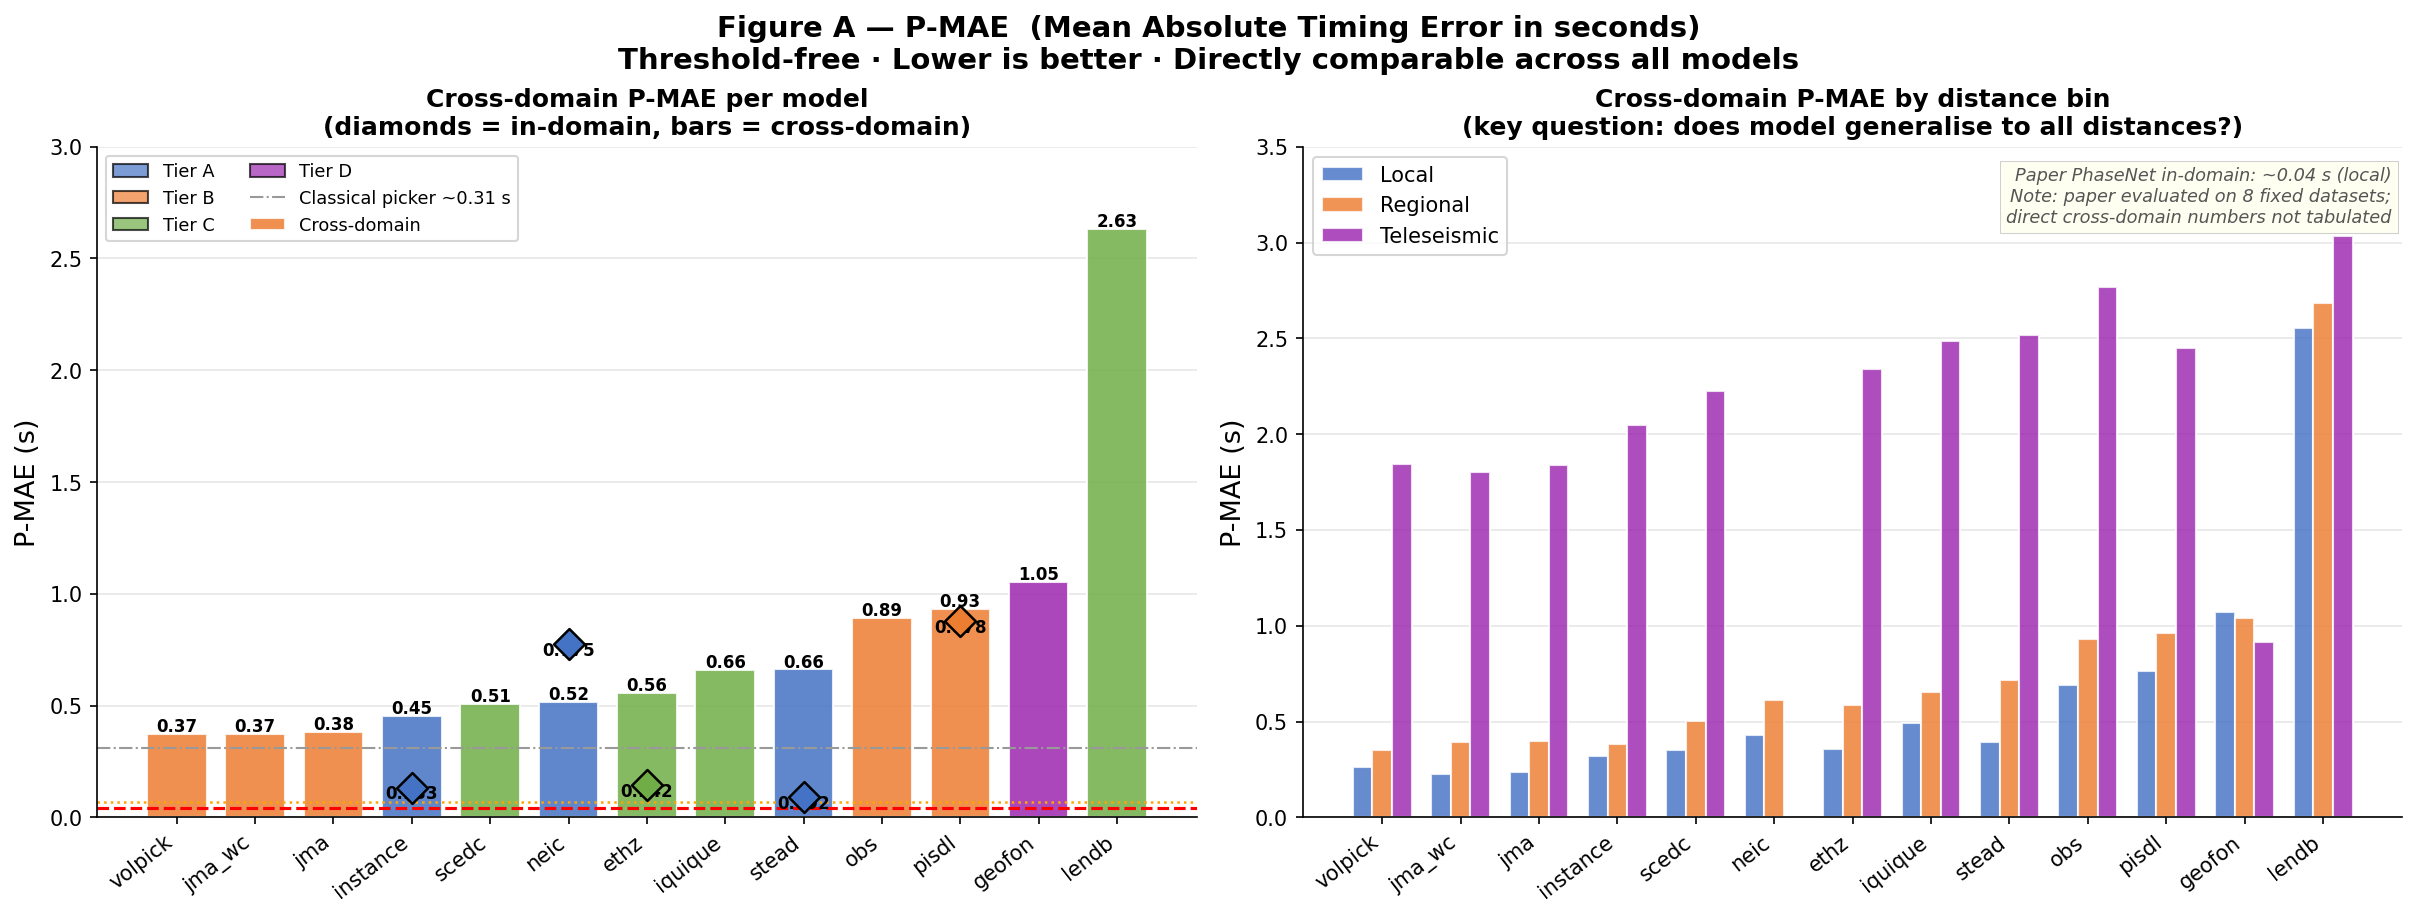 Figure A — P-MAE  (Mean Absolute Timing Error in seconds)
Threshold-free · Lower is better · Directly comparable across all models
Cross-domain P-MAE per model
(diamonds = in-domain, bars = cross-domain)
3.0
2.5
2.0
1.5
1.0
0.5
0.0
P-MAE (s)
Tier A
Tier B
Tier C
Tier D
Classical picker ~0.31 s
Cross-domain
0.37
0.37
0.38
0.45
0.51
0.52
0.56
0.66
0.66
0.89
0.93
1.05
2.63
volpick
jma_wc
jma
instance
scedc
neic
ethz
iquique
stead
obs
pisdl
geofon
lendb
Cross-domain P-MAE by distance bin
(key question: does model generalise to all distances?)
3.5
3.0
2.5
2.0
1.5
1.0
0.5
0.0
P-MAE (s)
Local
Regional
Teleseismic
Paper PhaseNet in-domain: ~0.04 s (local)
Note: paper evaluated on 8 fixed datasets;
direct cross-domain numbers not tabulated
volpick
jma_wc
jma
instance
scedc
neic
ethz
iquique
stead
obs
pisdl
geofon
lendb